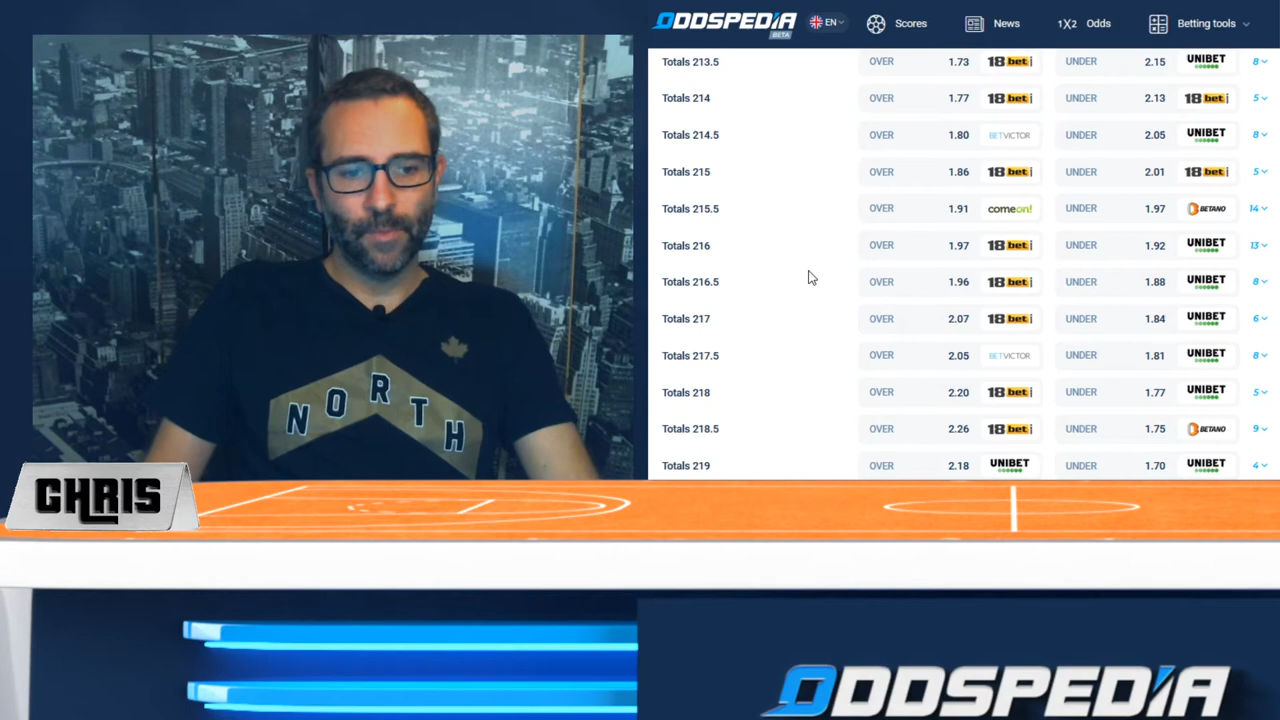 ODDSPEDIA
BETA
EN
Scores
News
1X2 Odds
Betting tools
Totals 213.5 OVER 1.73 18bet UNDER 2.15 UNIBET 8
Totals 214 OVER 1.77 18bet UNDER 2.13 18bet 5
Totals 214.5 OVER 1.80 BETVICTOR UNDER 2.05 UNIBET 8
Totals 215 OVER 1.86 18bet UNDER 2.01 18bet 5
Totals 215.5 OVER 1.91 comeon! UNDER 1.97 BETANO 14
Totals 216 OVER 1.97 18bet UNDER 1.92 UNIBET 13
Totals 216.5 OVER 1.96 18bet UNDER 1.88 UNIBET 8
Totals 217 OVER 2.07 18bet UNDER 1.84 UNIBET 6
Totals 217.5 OVER 2.05 BETVICTOR UNDER 1.81 UNIBET 8
Totals 218 OVER 2.20 18bet UNDER 1.77 UNIBET 5
Totals 218.5 OVER 2.26 18bet UNDER 1.75 BETANO 9
Totals 219 OVER 2.18 UNIBET UNDER 1.70 UNIBET 4
NORTH
CHRIS
ODDSPEDIA